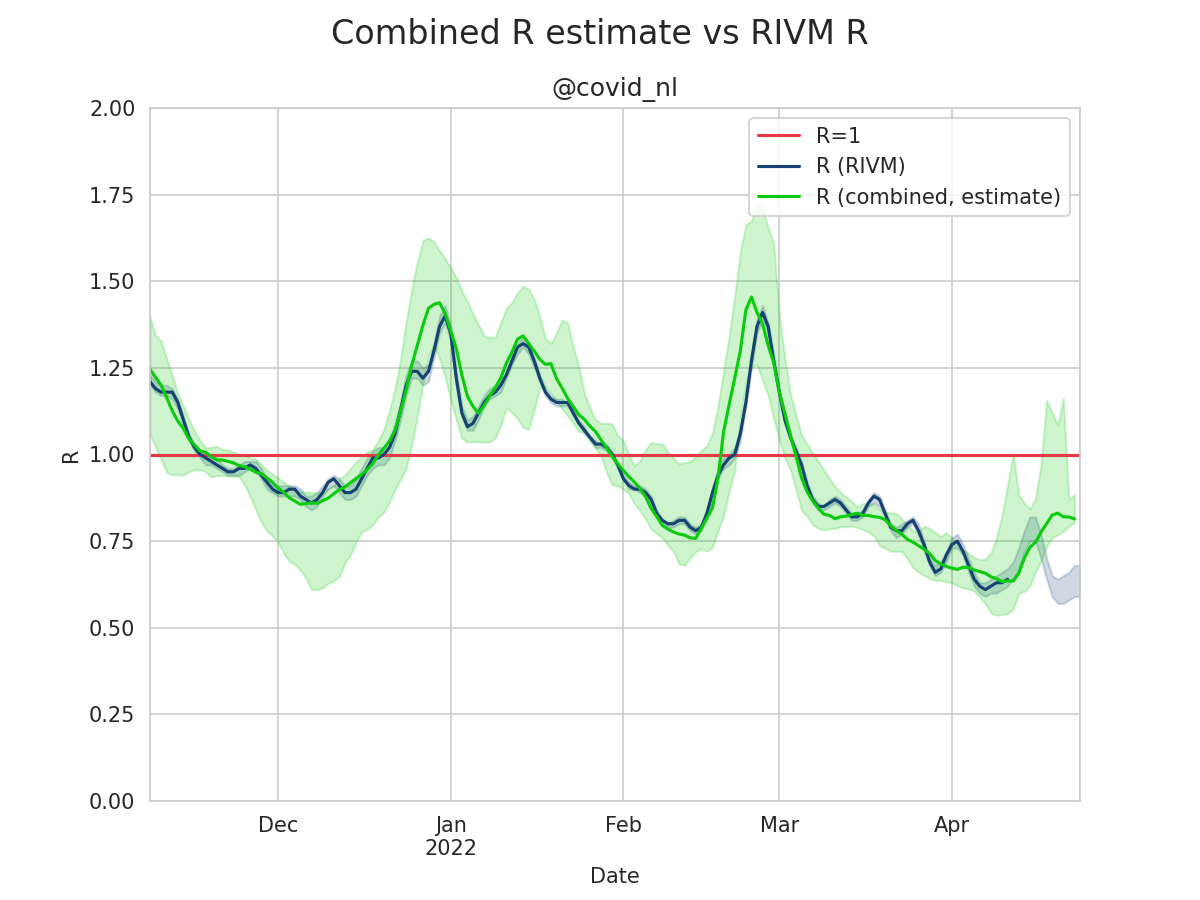 Combined R estimate vs RIVM R
@covid_nl
R=1
R (RIVM)
R (combined, estimate)
2.00
1.75
1.50
1.25
1.00
0.75
0.50
0.25
0.00
R
Dec
Jan
2022
Feb
Mar
Apr
Date